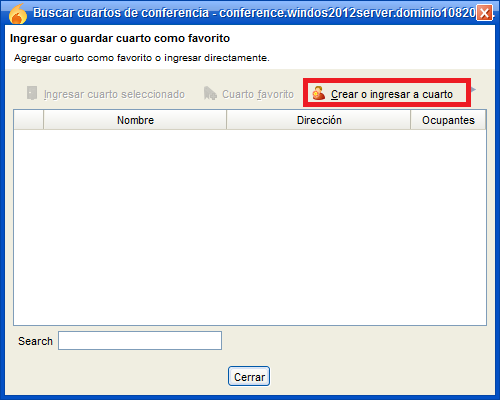 Buscar cuartos de conferencia - conference.windos2012server.dominio10820
Ingresar o guardar cuarto como favorito
Agregar cuarto como favorito o ingresar directamente.
Ingresar cuarto seleccionado Cuarto favorito Crear o ingresar a cuarto
Nombre Dirección Ocupantes
Search
Cerrar